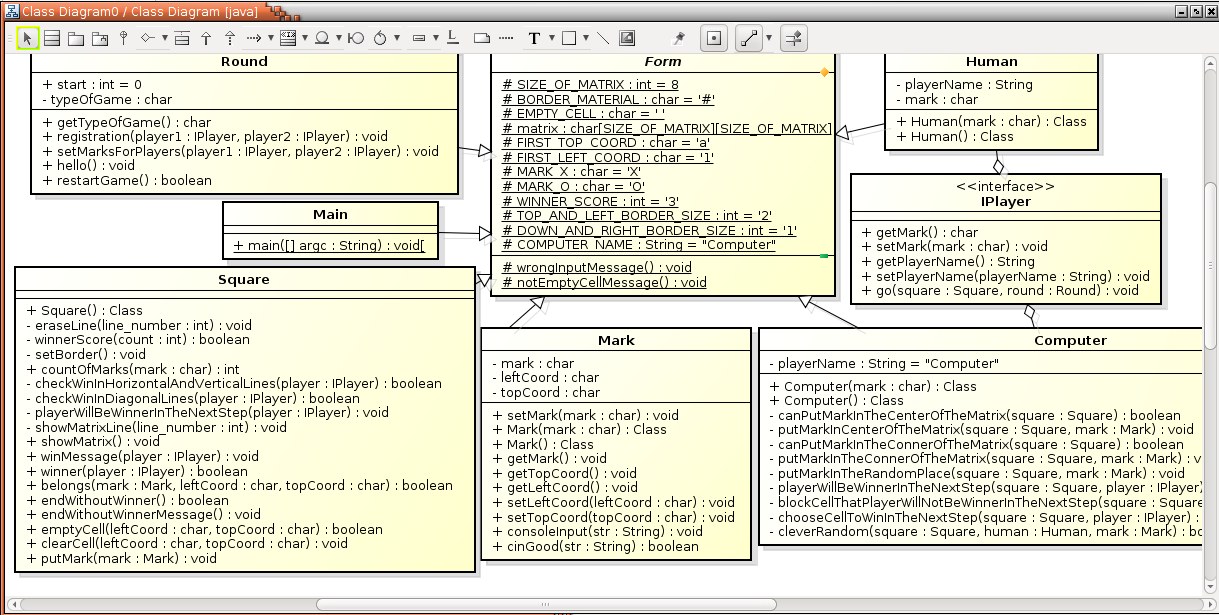 Class Diagram0 / Class Diagram [java]
T
Round
+ start : int = 0
- typeOfGame : char
+ getTypeOfGame() : char
+ registration(player1 : IPlayer, player2 : IPlayer) : void
+ setMarksForPlayers(player1 : IPlayer, player2 : IPlayer) : void
+ hello() : void
+ restartGame() : boolean
Form
# SIZE_OF_MATRIX : int = 8
# BORDER_MATERIAL : char = '#'
# EMPTY_CELL : char = ' '
# matrix : char[SIZE_OF_MATRIX][SIZE_OF_MATRIX]
# FIRST_TOP_COORD : char = 'a'
# FIRST_LEFT_COORD : char = '1'
# MARK_X : char = 'X'
# MARK_O : char = 'O'
# WINNER_SCORE : int = '3'
# TOP_AND_LEFT_BORDER_SIZE : int = '2'
# DOWN_AND_RIGHT_BORDER_SIZE : int = '1'
# COMPUTER_NAME : String = "Computer"
# wrongInputMessage() : void
# notEmptyCellMessage() : void
Human
- playerName : String
- mark : char
+ Human(mark : char) : Class
+ Human() : Class
<<interface>>
IPlayer
+ getMark() : char
+ setMark(mark : char) : void
+ getPlayerName() : String
+ setPlayerName(playerName : String) : void
+ go(square : Square, round : Round) : void
Main
+ main([] argc : String) : void[
Square
+ Square() : Class
- eraseLine(line_number : int) : void
- winnerScore(count : int) : boolean
- setBorder() : void
+ countOfMarks(mark : char) : int
- checkWinInHorizontalAndVerticalLines(player : IPlayer) : boolean
- checkWinInDiagonalLines(player : IPlayer) : boolean
- playerWillBeWinnerInTheNextStep(player : IPlayer) : void
- showMatrixLine(line_number : int) : void
+ showMatrix() : void
+ winMessage(player : IPlayer) : void
+ winner(player : IPlayer) : boolean
+ belongs(mark : Mark, leftCoord : char, topCoord : char) : boolean
+ endWithoutWinner() : boolean
+ endWithoutWinnerMessage() : void
+ emptyCell(leftCoord : char, topCoord : char) : boolean
+ clearCell(leftCoord : char, topCoord : char) : void
+ putMark(mark : Mark) : void
Mark
- mark : char
- leftCoord : char
- topCoord : char
+ setMark(mark : char) : void
+ Mark(mark : char) : Class
+ Mark() : Class
+ getMark() : void
+ getTopCoord() : void
+ getLeftCoord() : void
+ setLeftCoord(leftCoord : char) : void
+ setTopCoord(topCoord : char) : void
+ consoleInput(str : String) : void
+ cinGood(str : String) : boolean
Computer
- playerName : String = "Computer"
+ Computer(mark : char) : Class
+ Computer() : Class
- canPutMarkInTheCenterOfTheMatrix(square : Square) : boolean
- putMarkInCenterOfTheMatrix(square : Square, mark : Mark) : void
- canPutMarkInTheConnerOfTheMatrix(square : Square) : boolean
- putMarkInTheConnerOfTheMatrix(square : Square, mark : Mark) : v
- putMarkInTheRandomPlace(square : Square, mark : Mark) : void
- playerWillBeWinnerInTheNextStep(square : Square, player : IPlayer)
- blockCellThatPlayerWillNotBeWinnerInTheNextStep(square : Square
- chooseCellToWinInTheNextStep(square : Square, player : IPlayer) :
- cleverRandom(square : Square, human : Human, mark : Mark) : bo